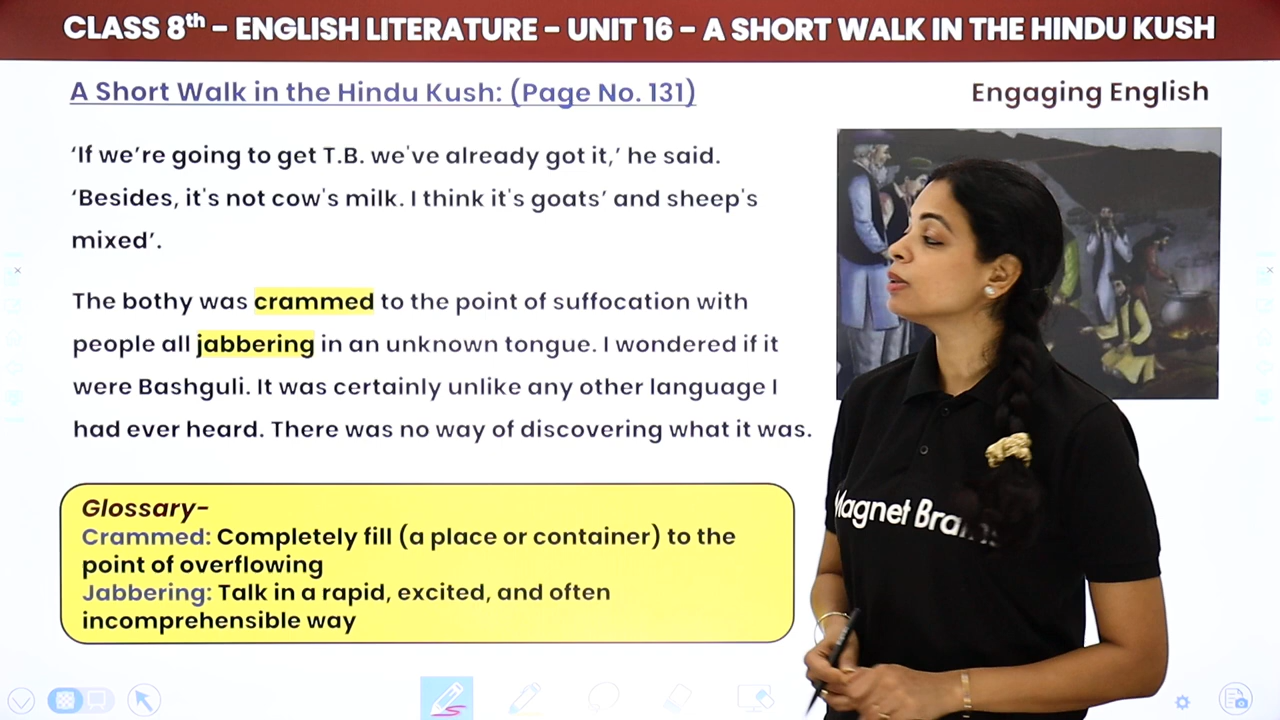 CLASS 8th – ENGLISH LITERATURE – UNIT 16 – A SHORT WALK IN THE HINDU KUSH
A Short Walk in the Hindu Kush: (Page No. 131)
Engaging English
‘If we’re going to get T.B. we've already got it,’ he said.
‘Besides, it's not cow's milk. I think it's goats’ and sheep's
mixed’.
The bothy was crammed to the point of suffocation with
people all jabbering in an unknown tongue. I wondered if it
were Bashguli. It was certainly unlike any other language I
had ever heard. There was no way of discovering what it was.
Glossary-
Crammed: Completely fill (a place or container) to the
point of overflowing
Jabbering: Talk in a rapid, excited, and often
incomprehensible way
Magnet